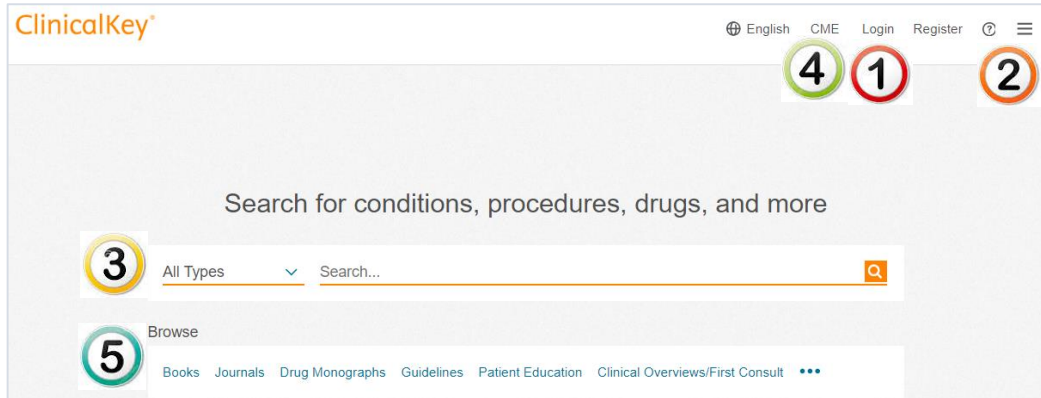 ClinicalKey®
English CME Login Register ?
4 1 2
Search for conditions, procedures, drugs, and more
3 All Types Search...
Browse
5 Books Journals Drug Monographs Guidelines Patient Education Clinical Overviews/First Consult •••